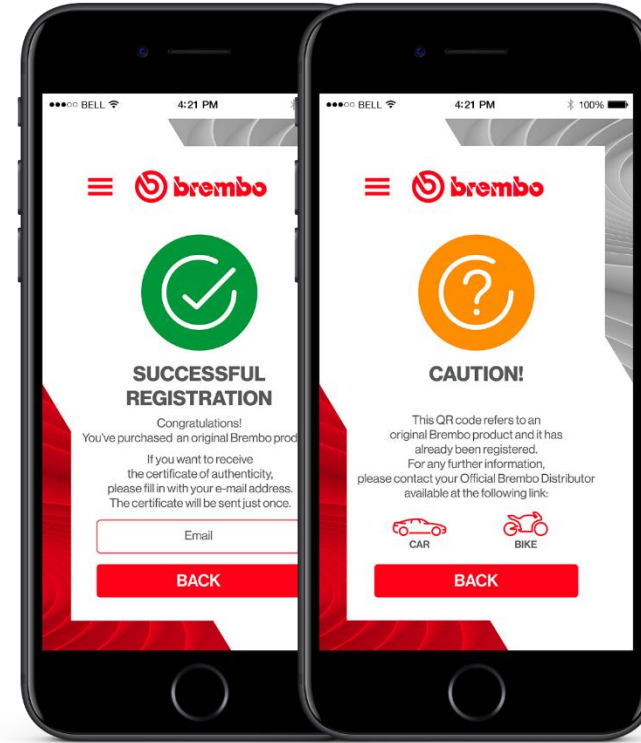 BELL
4:21 PM
brembo
SUCCESSFUL
REGISTRATION
Congratulations!
You've purchased an original Brembo
If you want to receive
the certificate of authenticity,
please fill in with your e-mail address.
The certificate will be sent just once.
Email
BACK
BELL
4:21 PM
100%
brembo
CAUTION!
This QR code refers to an
original Brembo product and it has
already been registered.
For any further information,
please contact your Official Brembo Distributor
available at the following link:
CAR
BIKE
BACK